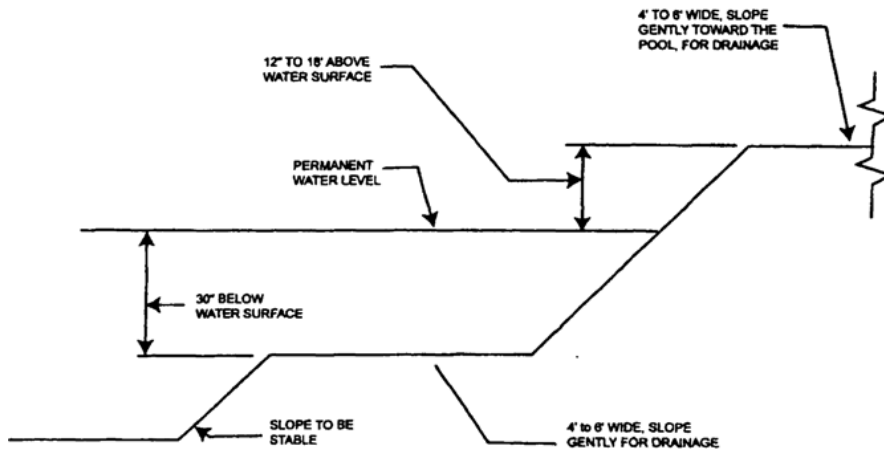 4' TO 6' WIDE, SLOPE
GENTLY TOWARD THE
POOL, FOR DRAINAGE
12" TO 18' ABOVE
WATER SURFACE
PERMANENT
WATER LEVEL
30" BELOW
WATER SURFACE
SLOPE TO BE
STABLE
4' to 6' WIDE, SLOPE
GENTLY FOR DRAINAGE